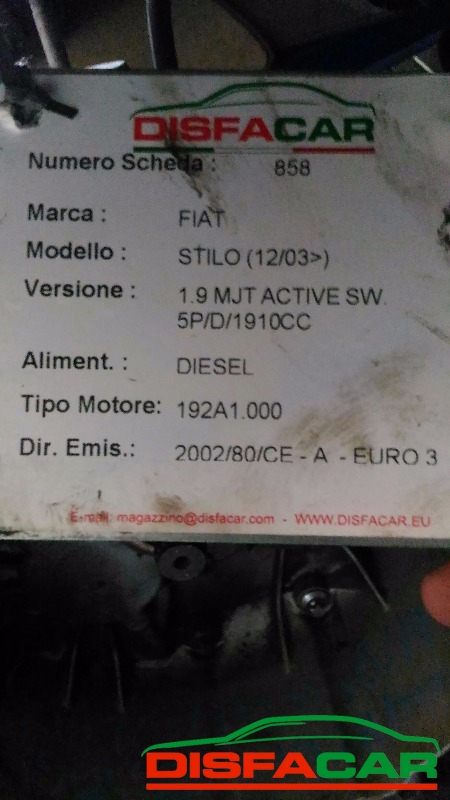 DISFACAR
Numero Scheda : 858
Marca : FIAT
Modello : STILO (12/03>)
Versione : 1.9 MJT ACTIVE SW.
5P/D/1910CC
Aliment. : DIESEL
Tipo Motore: 192A1.000
Dir. Emis.: 2002/80/CE - A - EURO 3
E-mail: magazzino@disfacar.com - WWW.DISFACAR.EU
DISFACAR